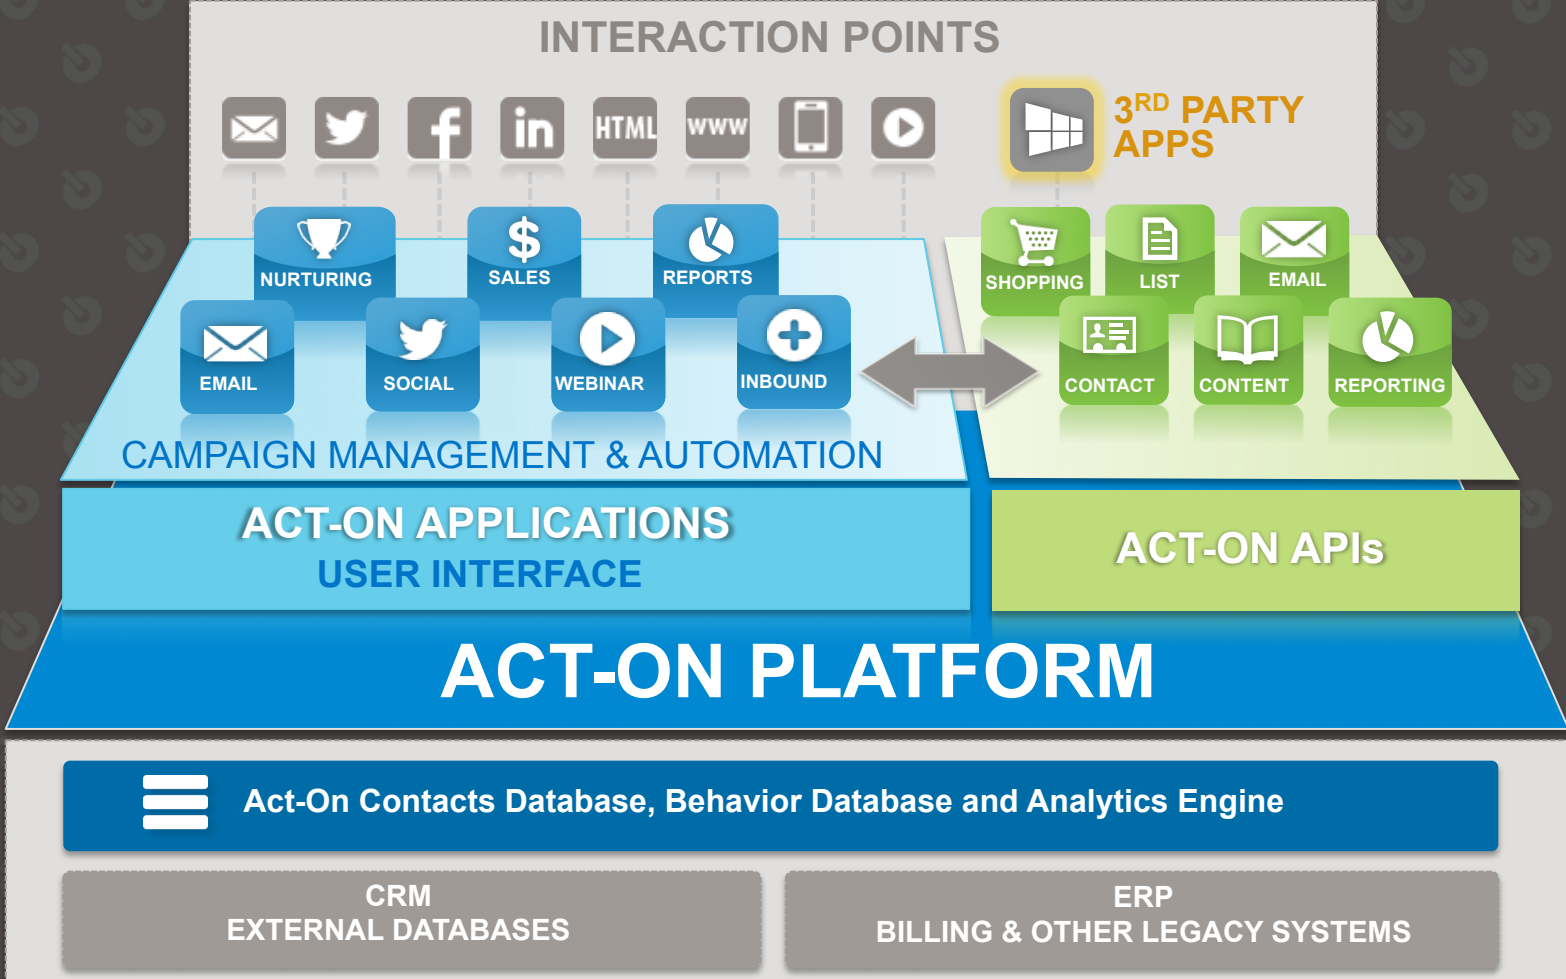 INTERACTION POINTS
HTML
WWW
3RD PARTY
APPS
NURTURING
SALES
REPORTS
SHOPPING
LIST
EMAIL
EMAIL
SOCIAL
WEBINAR
INBOUND
CONTACT
CONTENT
REPORTING
CAMPAIGN MANAGEMENT & AUTOMATION
ACT-ON APPLICATIONS
USER INTERFACE
ACT-ON APIs
ACT-ON PLATFORM
Act-On Contacts Database, Behavior Database and Analytics Engine
CRM
EXTERNAL DATABASES
ERP
BILLING & OTHER LEGACY SYSTEMS